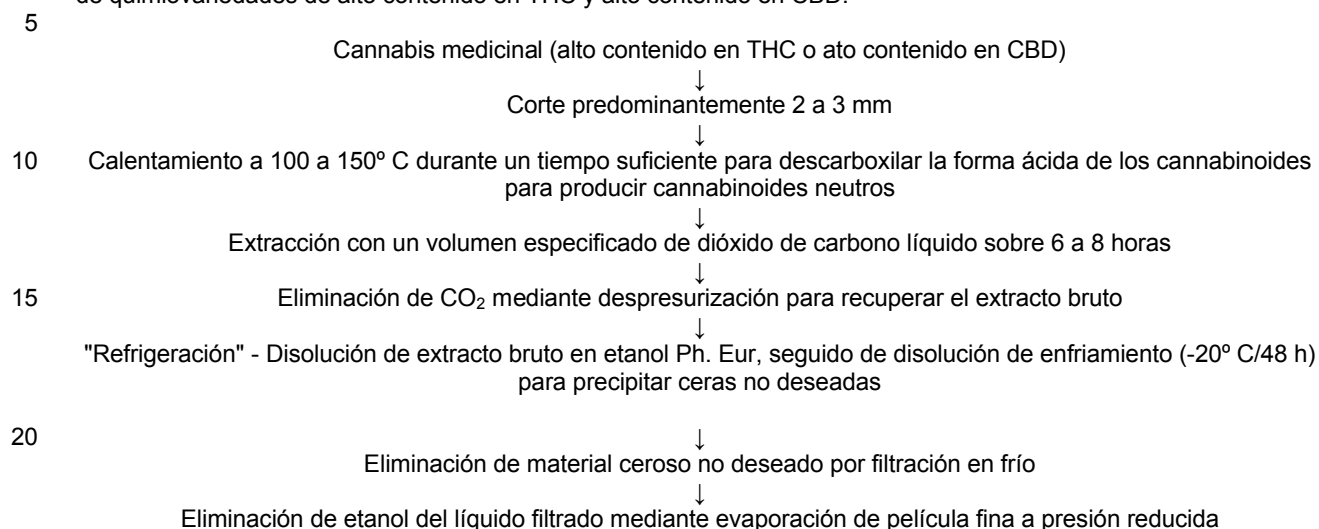 de quimiovariedades de alto contenido en THC y alto contenido en CBD.
5
Cannabis medicinal (alto contenido en THC o ato contenido en CBD)
↓
Corte predominantemente 2 a 3 mm
↓
10 Calentamiento a 100 a 150º C durante un tiempo suficiente para descarboxilar la forma ácida de los cannabinoides
para producir cannabinoides neutros
↓
Extracción con un volumen especificado de dióxido de carbono líquido sobre 6 a 8 horas
↓
15 Eliminación de CO₂ mediante despresurización para recuperar el extracto bruto
↓
"Refrigeración" - Disolución de extracto bruto en etanol Ph. Eur, seguido de disolución de enfriamiento (-20º C/48 h)
para precipitar ceras no deseadas
20 ↓
Eliminación de material ceroso no deseado por filtración en frío
↓
Eliminación de etanol del líquido filtrado mediante evaporación de película fina a presión reducida